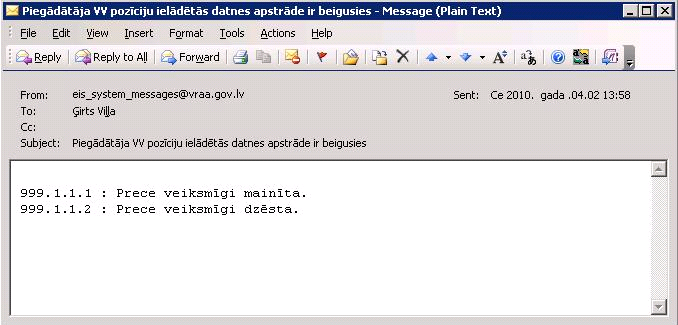 Piegādātāja VV pozīciju ielādētās datnes apstrāde ir beigusies - Message (Plain Text)
File Edit View Insert Format Tools Actions Help
Reply Reply to All Forward
From: eis_system_messages@vraa.gov.lv Sent: Ce 2010. gada .04.02 13:58
To: Ģirts Viļļa
Cc:
Subject: Piegādātāja VV pozīciju ielādētās datnes apstrāde ir beigusies
999.1.1.1 : Prece veiksmīgi mainīta.
999.1.1.2 : Prece veiksmīgi dzēsta.